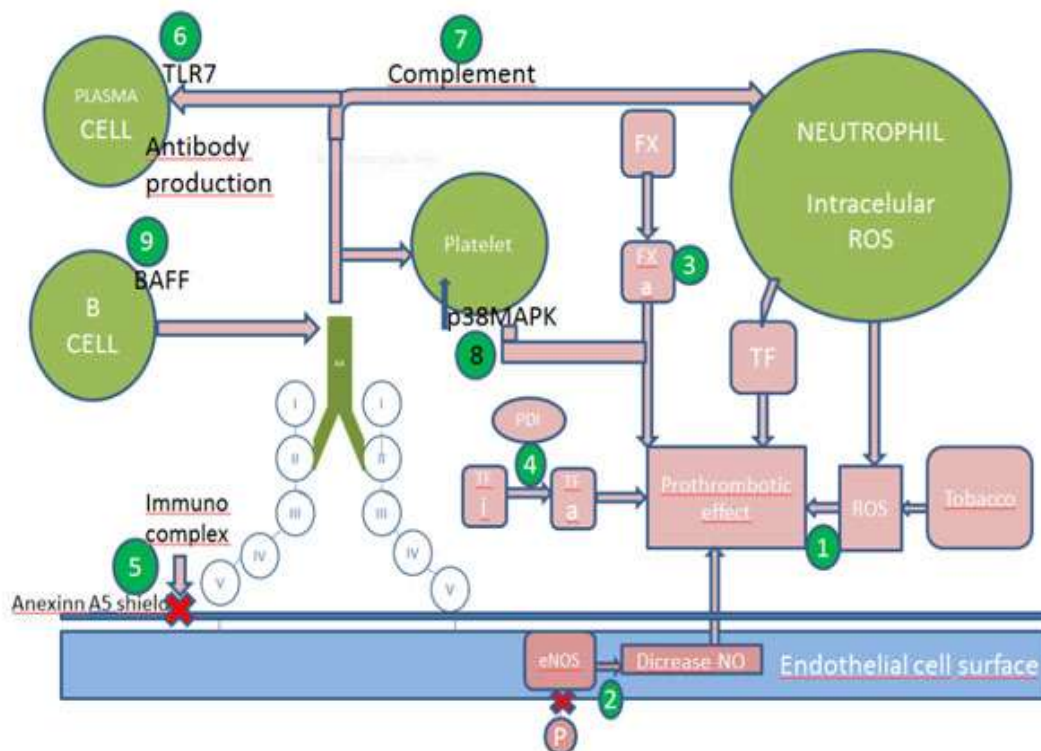 6
TLR7
PLASMA
CELL
Antibody
production
7
Complement
NEUTROPHIL
Intracelular
ROS
FX
FX
a
3
Platelet
p38MAPK
8
9
BAFF
B
CELL
I
I
II
II
III
III
IV
IV
V
V
PDI
4
TF
i
TF
a
TF
Prothrombotic
effect
ROS
Tobacco
1
Immuno
complex
5
Anexinn A5 shield
eNOS
Dicrease NO
Endothelial cell surface
2
P